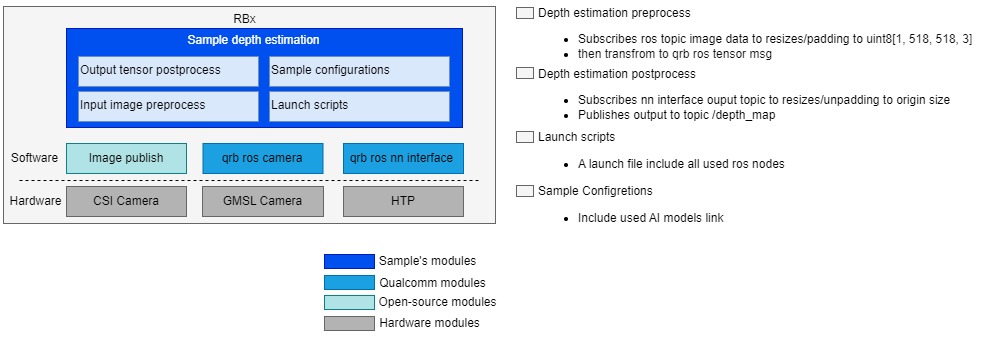 RBx
Sample depth estimation
Output tensor postprocess
Sample configurations
Input image preprocess
Launch scripts
Software
Image publish
qrb ros camera
qrb ros nn interface
Hardware
CSI Camera
GMSL Camera
HTP
Sample's modules
Qualcomm modules
Open-source modules
Hardware modules
Depth estimation preprocess
Subscribes ros topic image data to resizes/padding to uint8[1, 518, 518, 3]
then transfrom to qrb ros tensor msg
Depth estimation postprocess
Subscribes nn interface ouput topic to resizes/unpadding to origin size
Publishes output to topic /depth_map
Launch scripts
A launch file include all used ros nodes
Sample Configretions
Include used AI models link